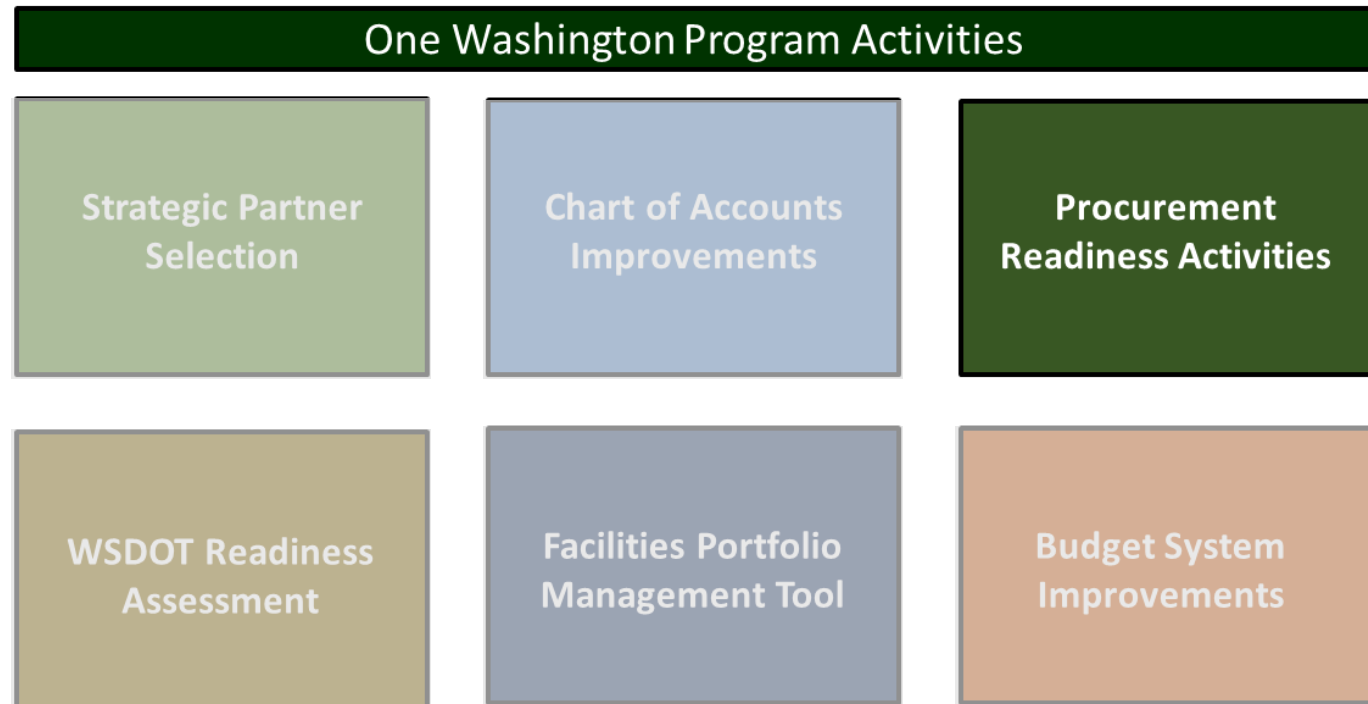 One Washington Program Activities
Strategic Partner
Selection
Chart of Accounts
Improvements
Procurement
Readiness Activities
WSDOT Readiness
Assessment
Facilities Portfolio
Management Tool
Budget System
Improvements